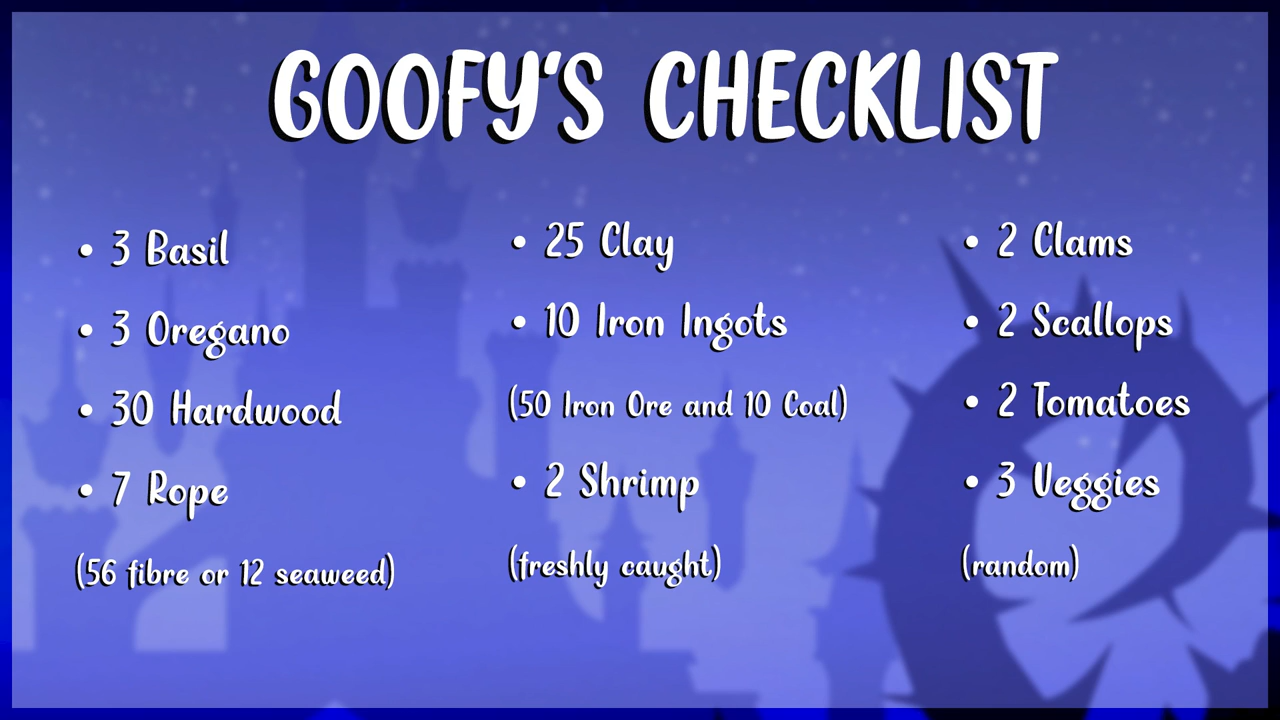 GOOFY'S CHECKLIST
• 3 Basil
• 3 Oregano
• 30 Hardwood
• 7 Rope
(56 fibre or 12 seaweed)
• 25 Clay
• 10 Iron Ingots
(50 Iron Ore and 10 Coal)
• 2 Shrimp
(freshly caught)
• 2 Clams
• 2 Scallops
• 2 Tomatoes
• 3 Veggies
(random)